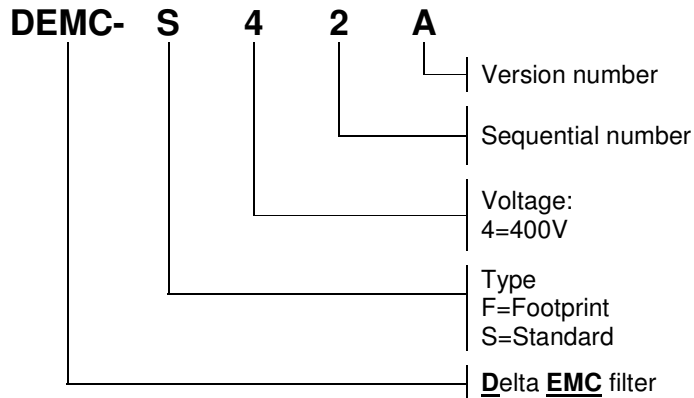 DEMC- S 4 2 A
Version number
Sequential number
Voltage:
4=400V
Type
F=Footprint
S=Standard
Delta EMC filter